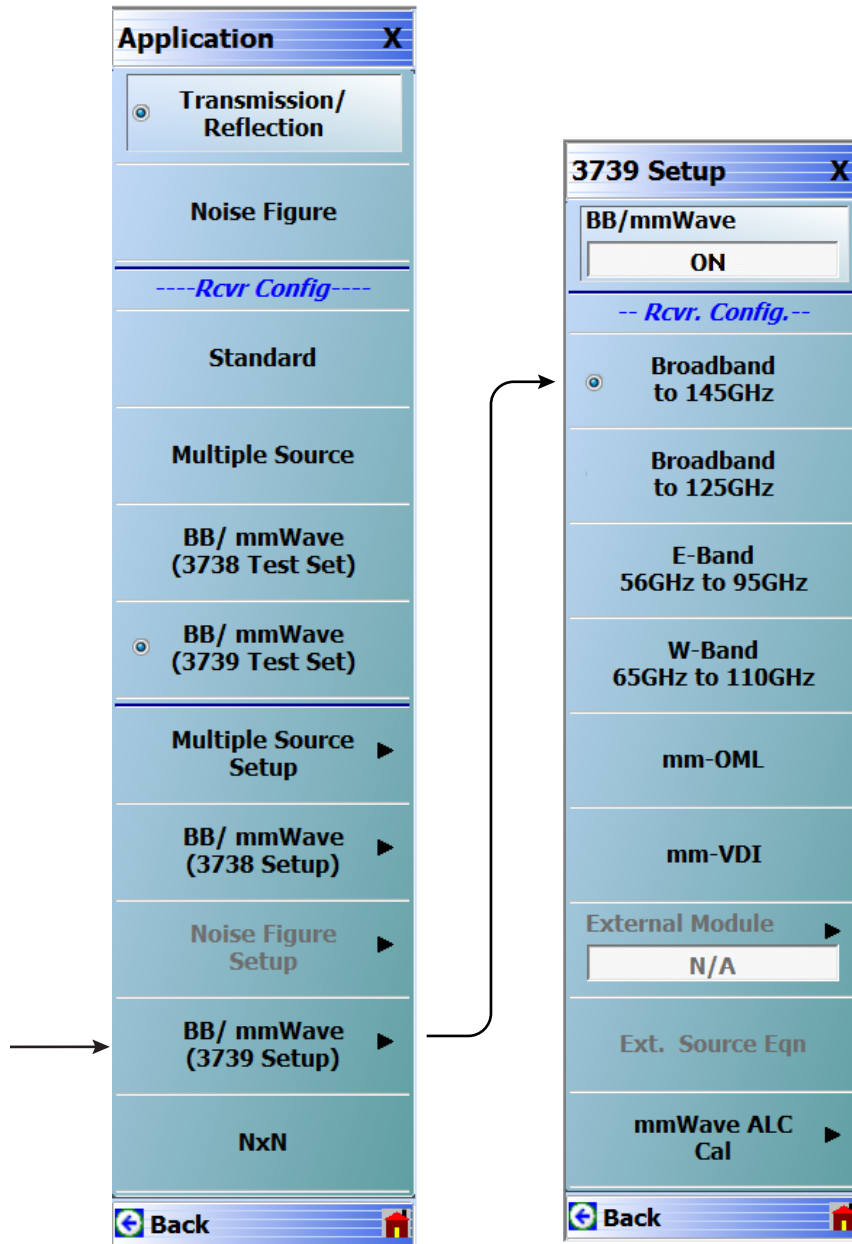 Application X
Transmission/
Reflection
Noise Figure
----Rcvr Config----
Standard
Multiple Source
BB/ mmWave
(3738 Test Set)
BB/ mmWave
(3739 Test Set)
Multiple Source
Setup
BB/ mmWave
(3738 Setup)
Noise Figure
Setup
BB/ mmWave
(3739 Setup)
NxN
Back
3739 Setup X
BB/mmWave
ON
-- Rcvr. Config.--
Broadband
to 145GHz
Broadband
to 125GHz
E-Band
56GHz to 95GHz
W-Band
65GHz to 110GHz
mm-OML
mm-VDI
External Module
N/A
Ext. Source Eqn
mmWave ALC
Cal
Back